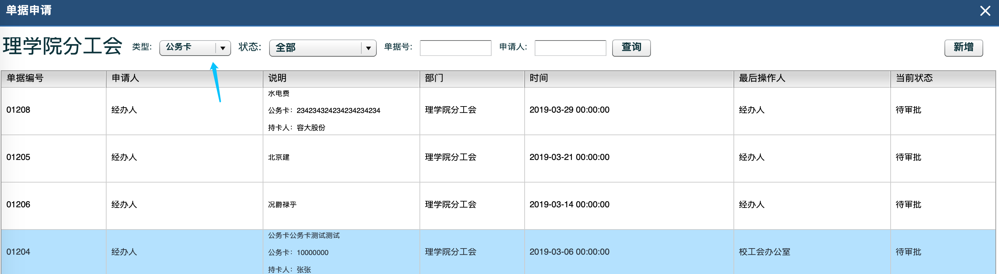 单据申请
理学院分工会 类型: 公务卡 状态: 全部 单据号: 申请人: 查询 新增
单据编号 申请人 说明 部门 时间 最后操作人 当前状态
水电费
01208 经办人 公务卡：234234324234234234234 理学院分工会 2019-03-29 00:00:00 经办人 待审批
持卡人：容大股份
01205 经办人 北京建 理学院分工会 2019-03-21 00:00:00 经办人 待审批
01206 经办人 况爵禄乎 理学院分工会 2019-03-14 00:00:00 经办人 待审批
公务卡公务卡测试测试
01204 经办人 公务卡：10000000 理学院分工会 2019-03-06 00:00:00 校工会办公室 待审批
持卡人：张张